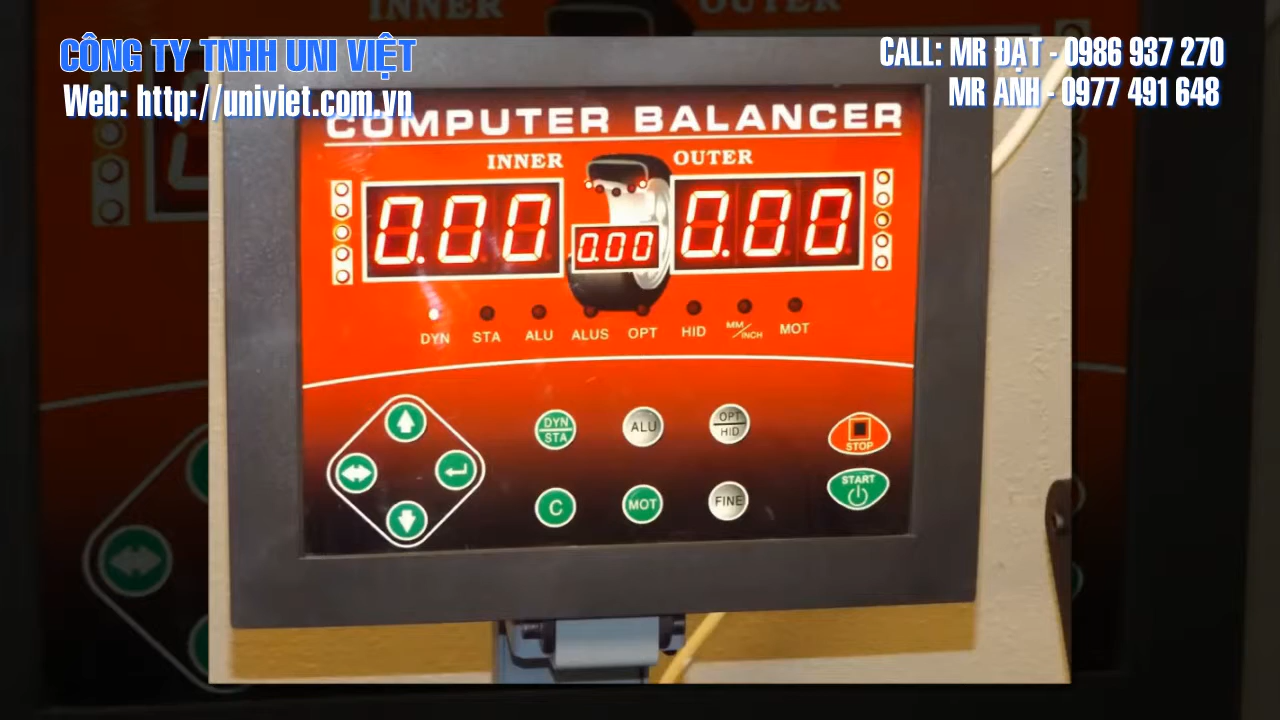 INNER
OUTER
CÔNG TY TNHH UNI VIỆT
Web: http://univiet.com.vn
CALL: MR ĐẠT - 0986 937 270
MR ANH - 0977 491 648
COMPUTER BALANCER
INNER OUTER
0.00 0.00 0.00
DYN STA ALU ALUS OPT HID MM/INCH MOT
DYN/STA ALU OPT/HID STOP
C MOT FINE START